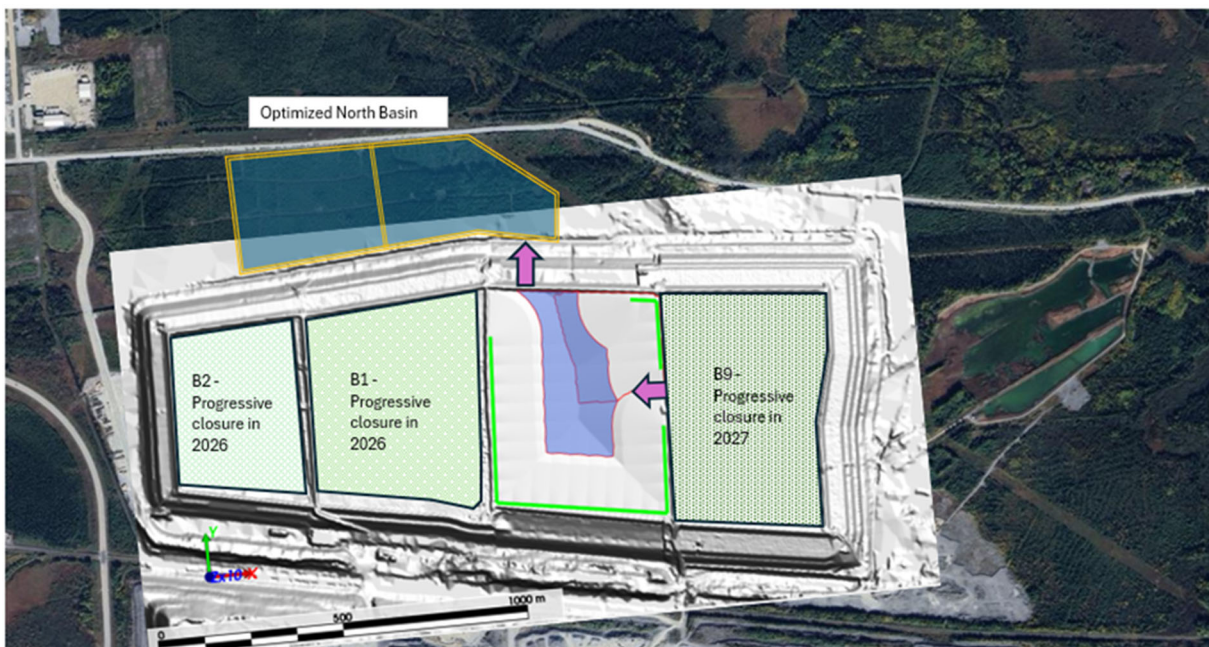 Optimized North Basin
B2 -
Progressive
closure in
2026
B1 -
Progressive
closure in
2026
B9 -
Progressive
closure in
2027
Y
X
0
500
1000 m